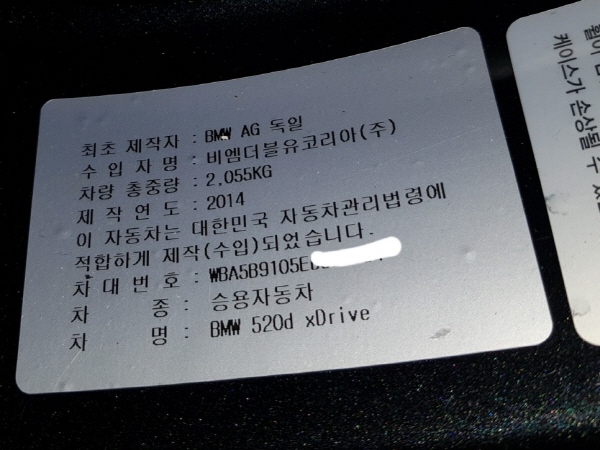 최초 제작자 : BMW AG 독일
수 입 자 명 : 비엠더블유코리아(주)
차량 총중량 : 2,055KG
제 작 연 도 : 2014
이 자동차는 대한민국 자동차관리법령에
적합하게 제작(수입)되었습니다.
차 대 번 호 :
차 종 : 승용자동차
차 명 : BMW 520d xDrive
케이스가 손상될 수